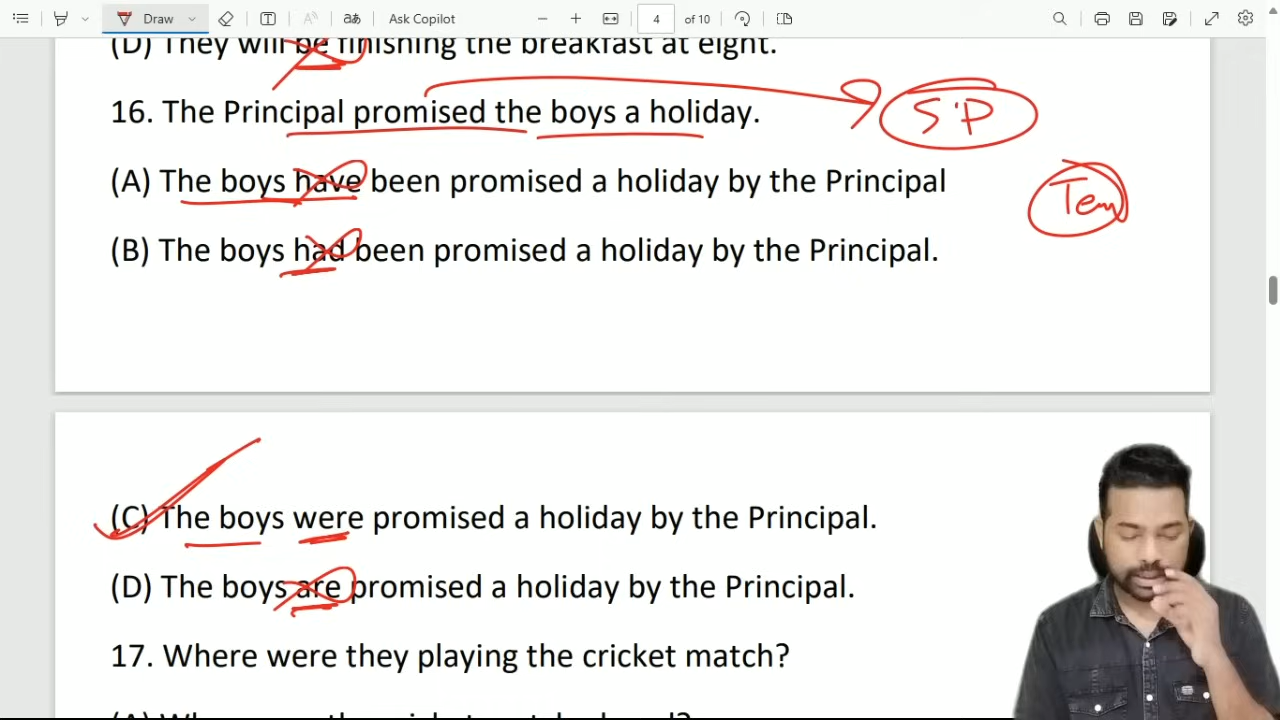 Draw
Ask Copilot
4 of 10
(D) They will be finishing the breakfast at eight.
16. The Principal promised the boys a holiday.
S.P
(A) The boys have been promised a holiday by the Principal
Ten
(B) The boys had been promised a holiday by the Principal.
(C) The boys were promised a holiday by the Principal.
(D) The boys are promised a holiday by the Principal.
17. Where were they playing the cricket match?